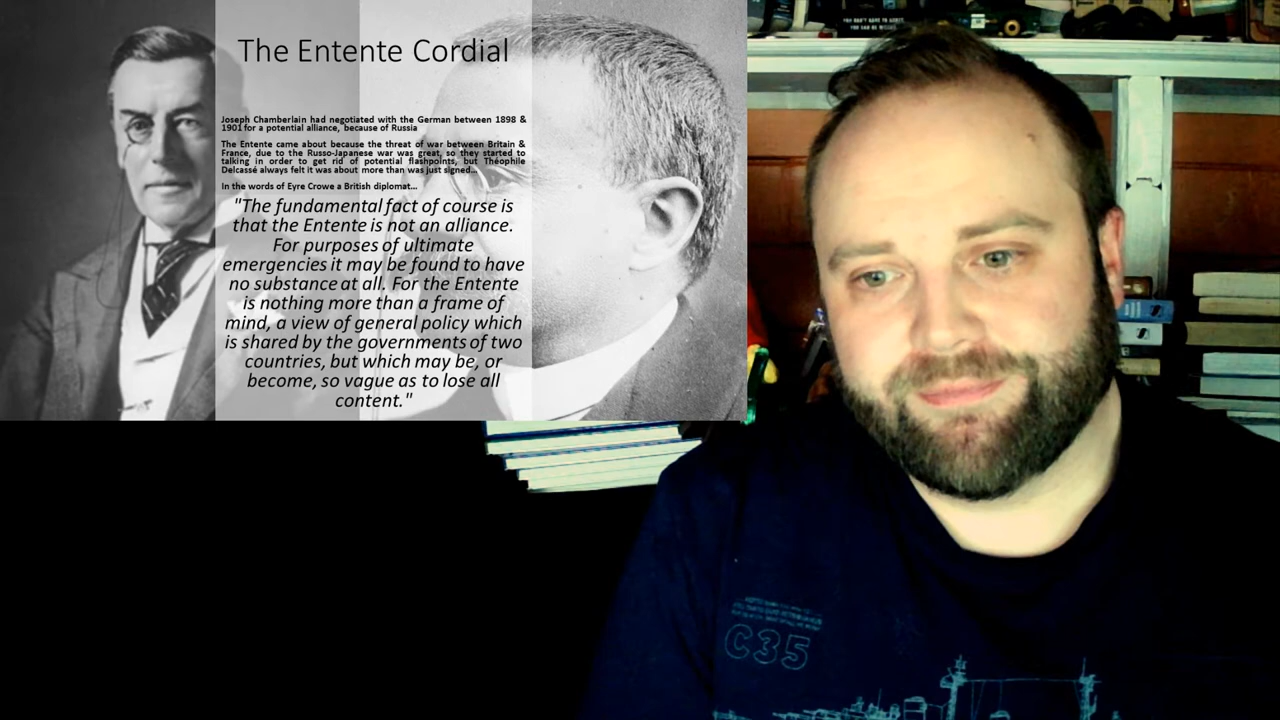 The Entente Cordial
Joseph Chamberlain had negotiated with the German between 1898 &
1901 for a potential alliance, because of Russia
The Entente came about because the threat of war between Britain &
France, due to the Russo-Japanese war was great, so they started to
talking in order to get rid of potential flashpoints, but Théophile
Delcassé always felt it was about more than was just signed...
In the words of Eyre Crowe a British diplomat...
"The fundamental fact of course is
that the Entente is not an alliance.
For purposes of ultimate
emergencies it may be found to have
no substance at all. For the Entente
is nothing more than a frame of
mind, a view of general policy which
is shared by the governments of two
countries, but which may be, or
become, so vague as to lose all
content."
C35